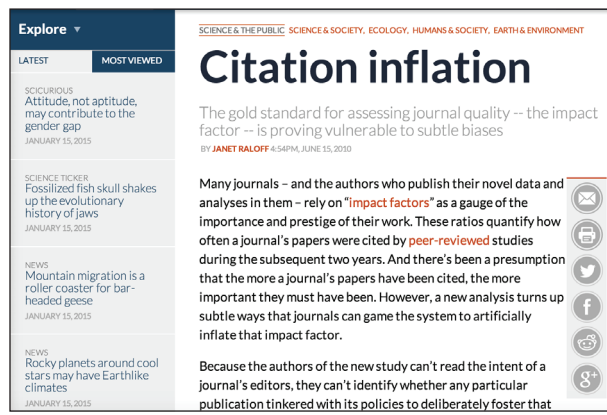 Explore
LATEST
MOST VIEWED
SCICURIOUS
Attitude, not aptitude,
may contribute to the
gender gap
JANUARY 15, 2015
SCIENCE TICKER
Fossilized fish skull shakes
up the evolutionary
history of jaws
JANUARY 15, 2015
NEWS
Mountain migration is a
roller coaster for bar-
headed geese
JANUARY 15, 2015
NEWS
Rocky planets around cool
stars may have Earthlike
climates
JANUARY 15, 2015
SCIENCE & THE PUBLIC SCIENCE & SOCIETY, ECOLOGY, HUMANS & SOCIETY, EARTH & ENVIRONMENT
Citation inflation
The gold standard for assessing journal quality -- the impact
factor -- is proving vulnerable to subtle biases
BY JANET RALOFF 4:54PM, JUNE 15, 2010
Many journals – and the authors who publish their novel data and
analyses in them – rely on “impact factors” as a gauge of the
importance and prestige of their work. These ratios quantify how
often a journal’s papers were cited by peer-reviewed studies
during the subsequent two years. And there’s been a presumption
that the more a journal’s papers have been cited, the more
important they must have been. However, a new analysis turns up
subtle ways that journals can game the system to artificially
inflate that impact factor.
Because the authors of the new study can’t read the intent of a
journal’s editors, they can’t identify whether any particular
publication tinkered with its policies to deliberately foster that